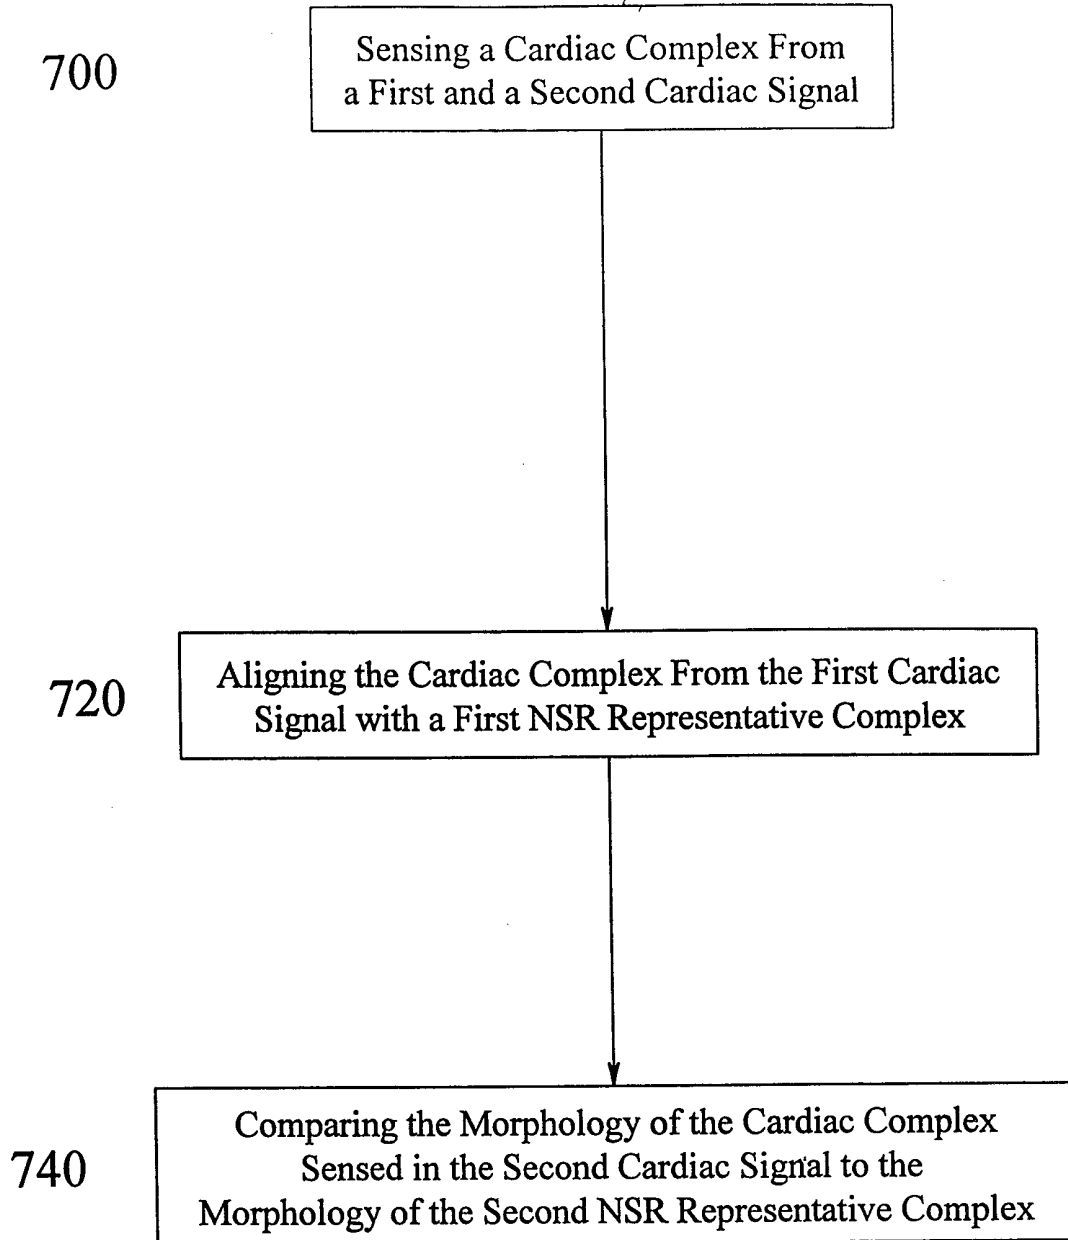 700
Sensing a Cardiac Complex From
a First and a Second Cardiac Signal
720
Aligning the Cardiac Complex From the First Cardiac
Signal with a First NSR Representative Complex
740
Comparing the Morphology of the Cardiac Complex
Sensed in the Second Cardiac Signal to the
Morphology of the Second NSR Representative Complex